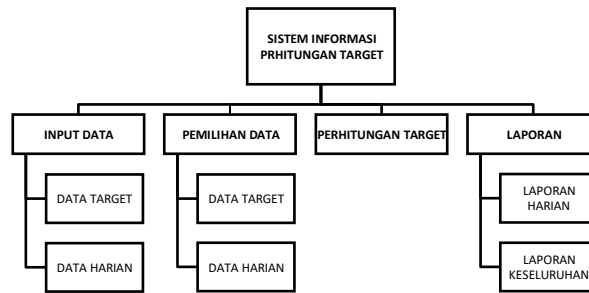 SISTEM INFORMASI
PRHITUNGAN TARGET
INPUT DATA
PEMILIHAN DATA
PERHITUNGAN TARGET
LAPORAN
DATA TARGET
DATA TARGET
LAPORAN
HARIAN
DATA HARIAN
DATA HARIAN
LAPORAN
KESELURUHAN